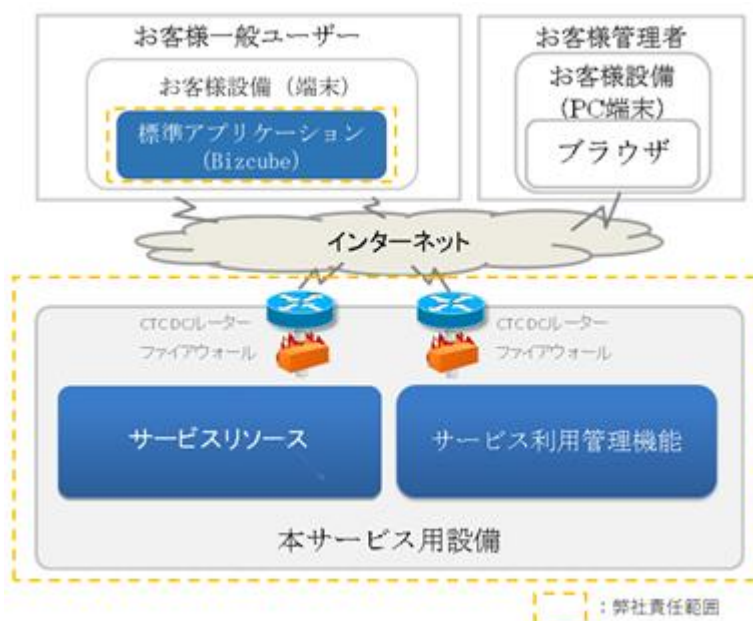 お客様一般ユーザー
お客様設備（端末）
標準アプリケーション
(Bizcube)
お客様管理者
お客様設備
(PC端末)
ブラウザ
インターネット
CTC DCルーター
ファイアウォール
CTC DCルーター
ファイアウォール
サービスリソース
サービス利用管理機能
本サービス用設備
：弊社責任範囲